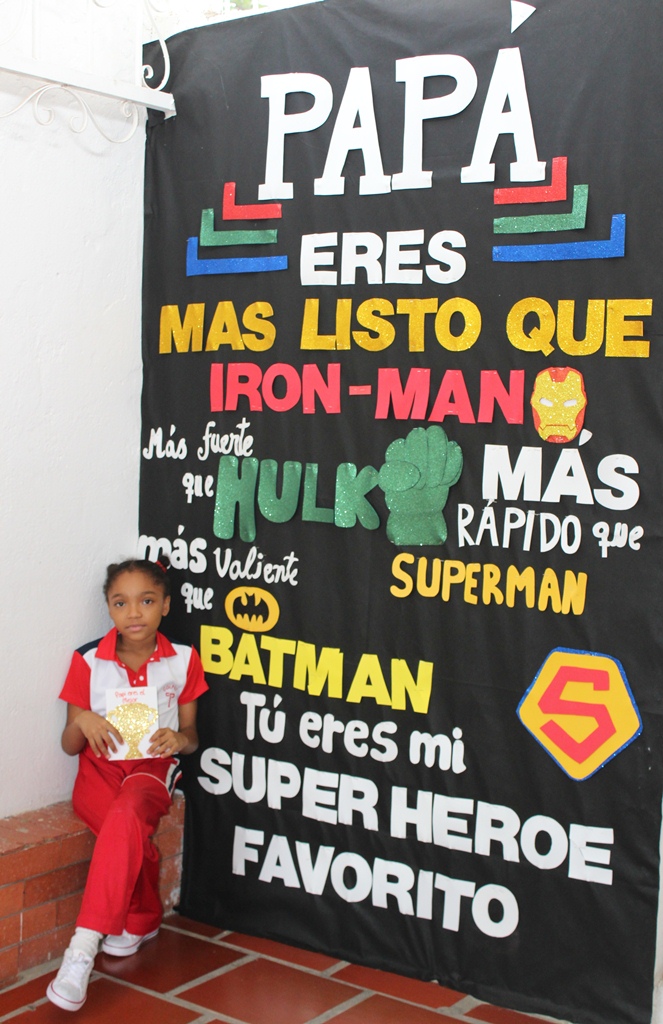 PAPÁ
ERES
MAS LISTO QUE
IRON-MAN
Más fuente
que
HULK
MÁS
RÁPIDO que
SUPERMAN
más Valiente
que
BATMAN
S
Tú eres mi
SUPER HEROE
FAVORITO